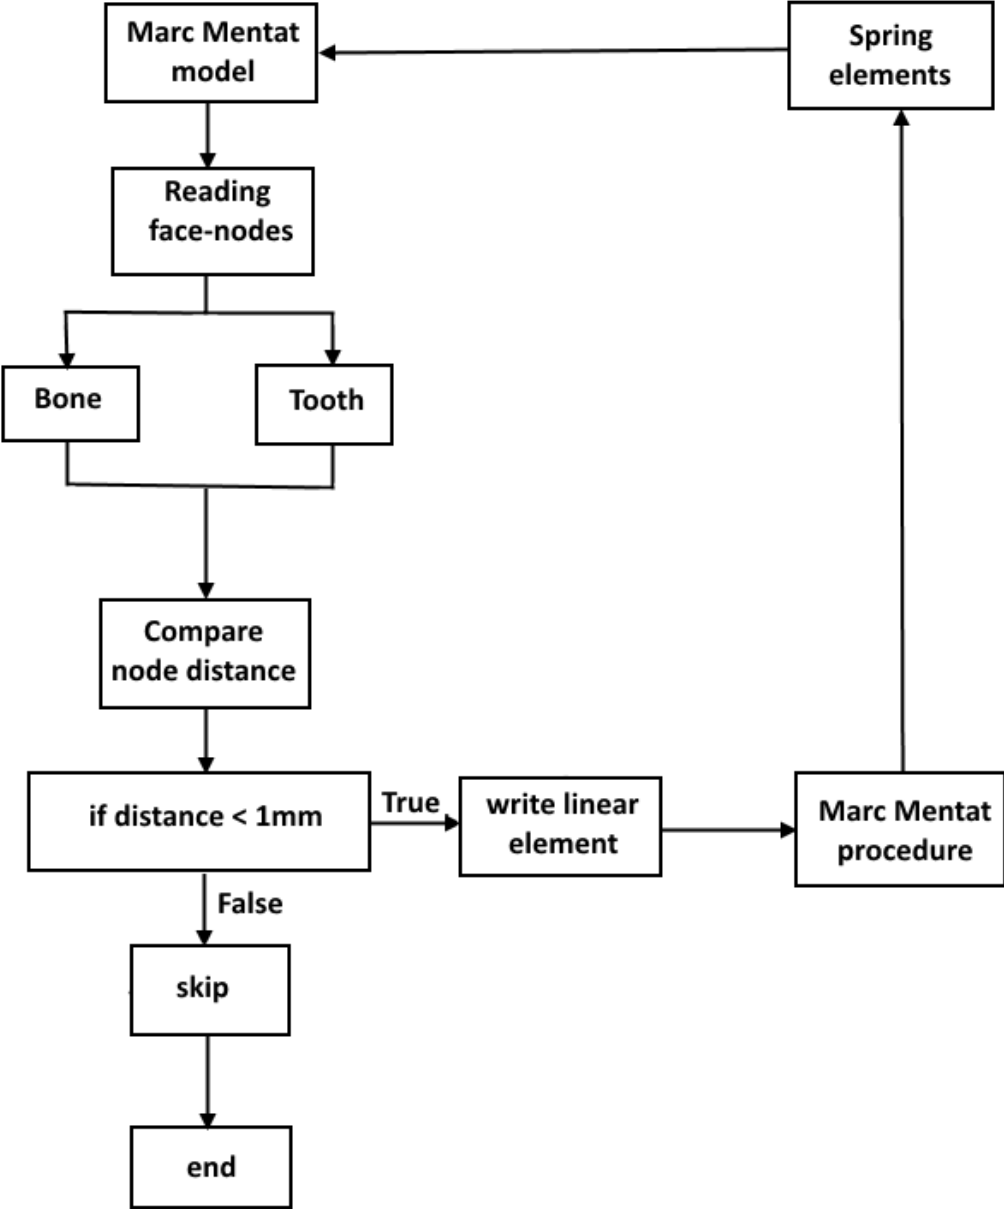 Marc Mentat
model
Spring
elements
Reading
face-nodes
Bone
Tooth
Compare
node distance
if distance < 1mm
True
write linear
element
Marc Mentat
procedure
False
skip
end